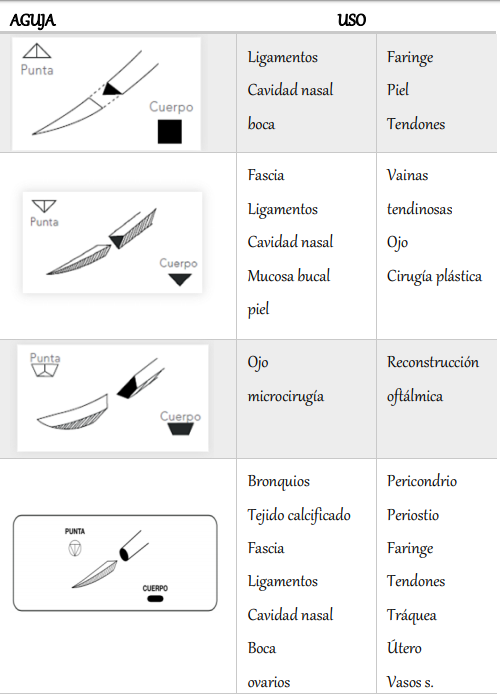 AGUJA USO
Punta
Cuerpo
Ligamentos Faringe
Cavidad nasal Piel
boca Tendones
Punta
Cuerpo
Fascia Vainas
Ligamentos tendinosas
Cavidad nasal Ojo
Mucosa bucal Cirugía plástica
piel
Punta
Cuerpo
Ojo Reconstrucción
microcirugía oftálmica
PUNTA
CUERPO
Bronquios Pericondrio
Tejido calcificado Periostio
Fascia Faringe
Ligamentos Tendones
Cavidad nasal Tráquea
Boca Útero
ovarios Vasos s.